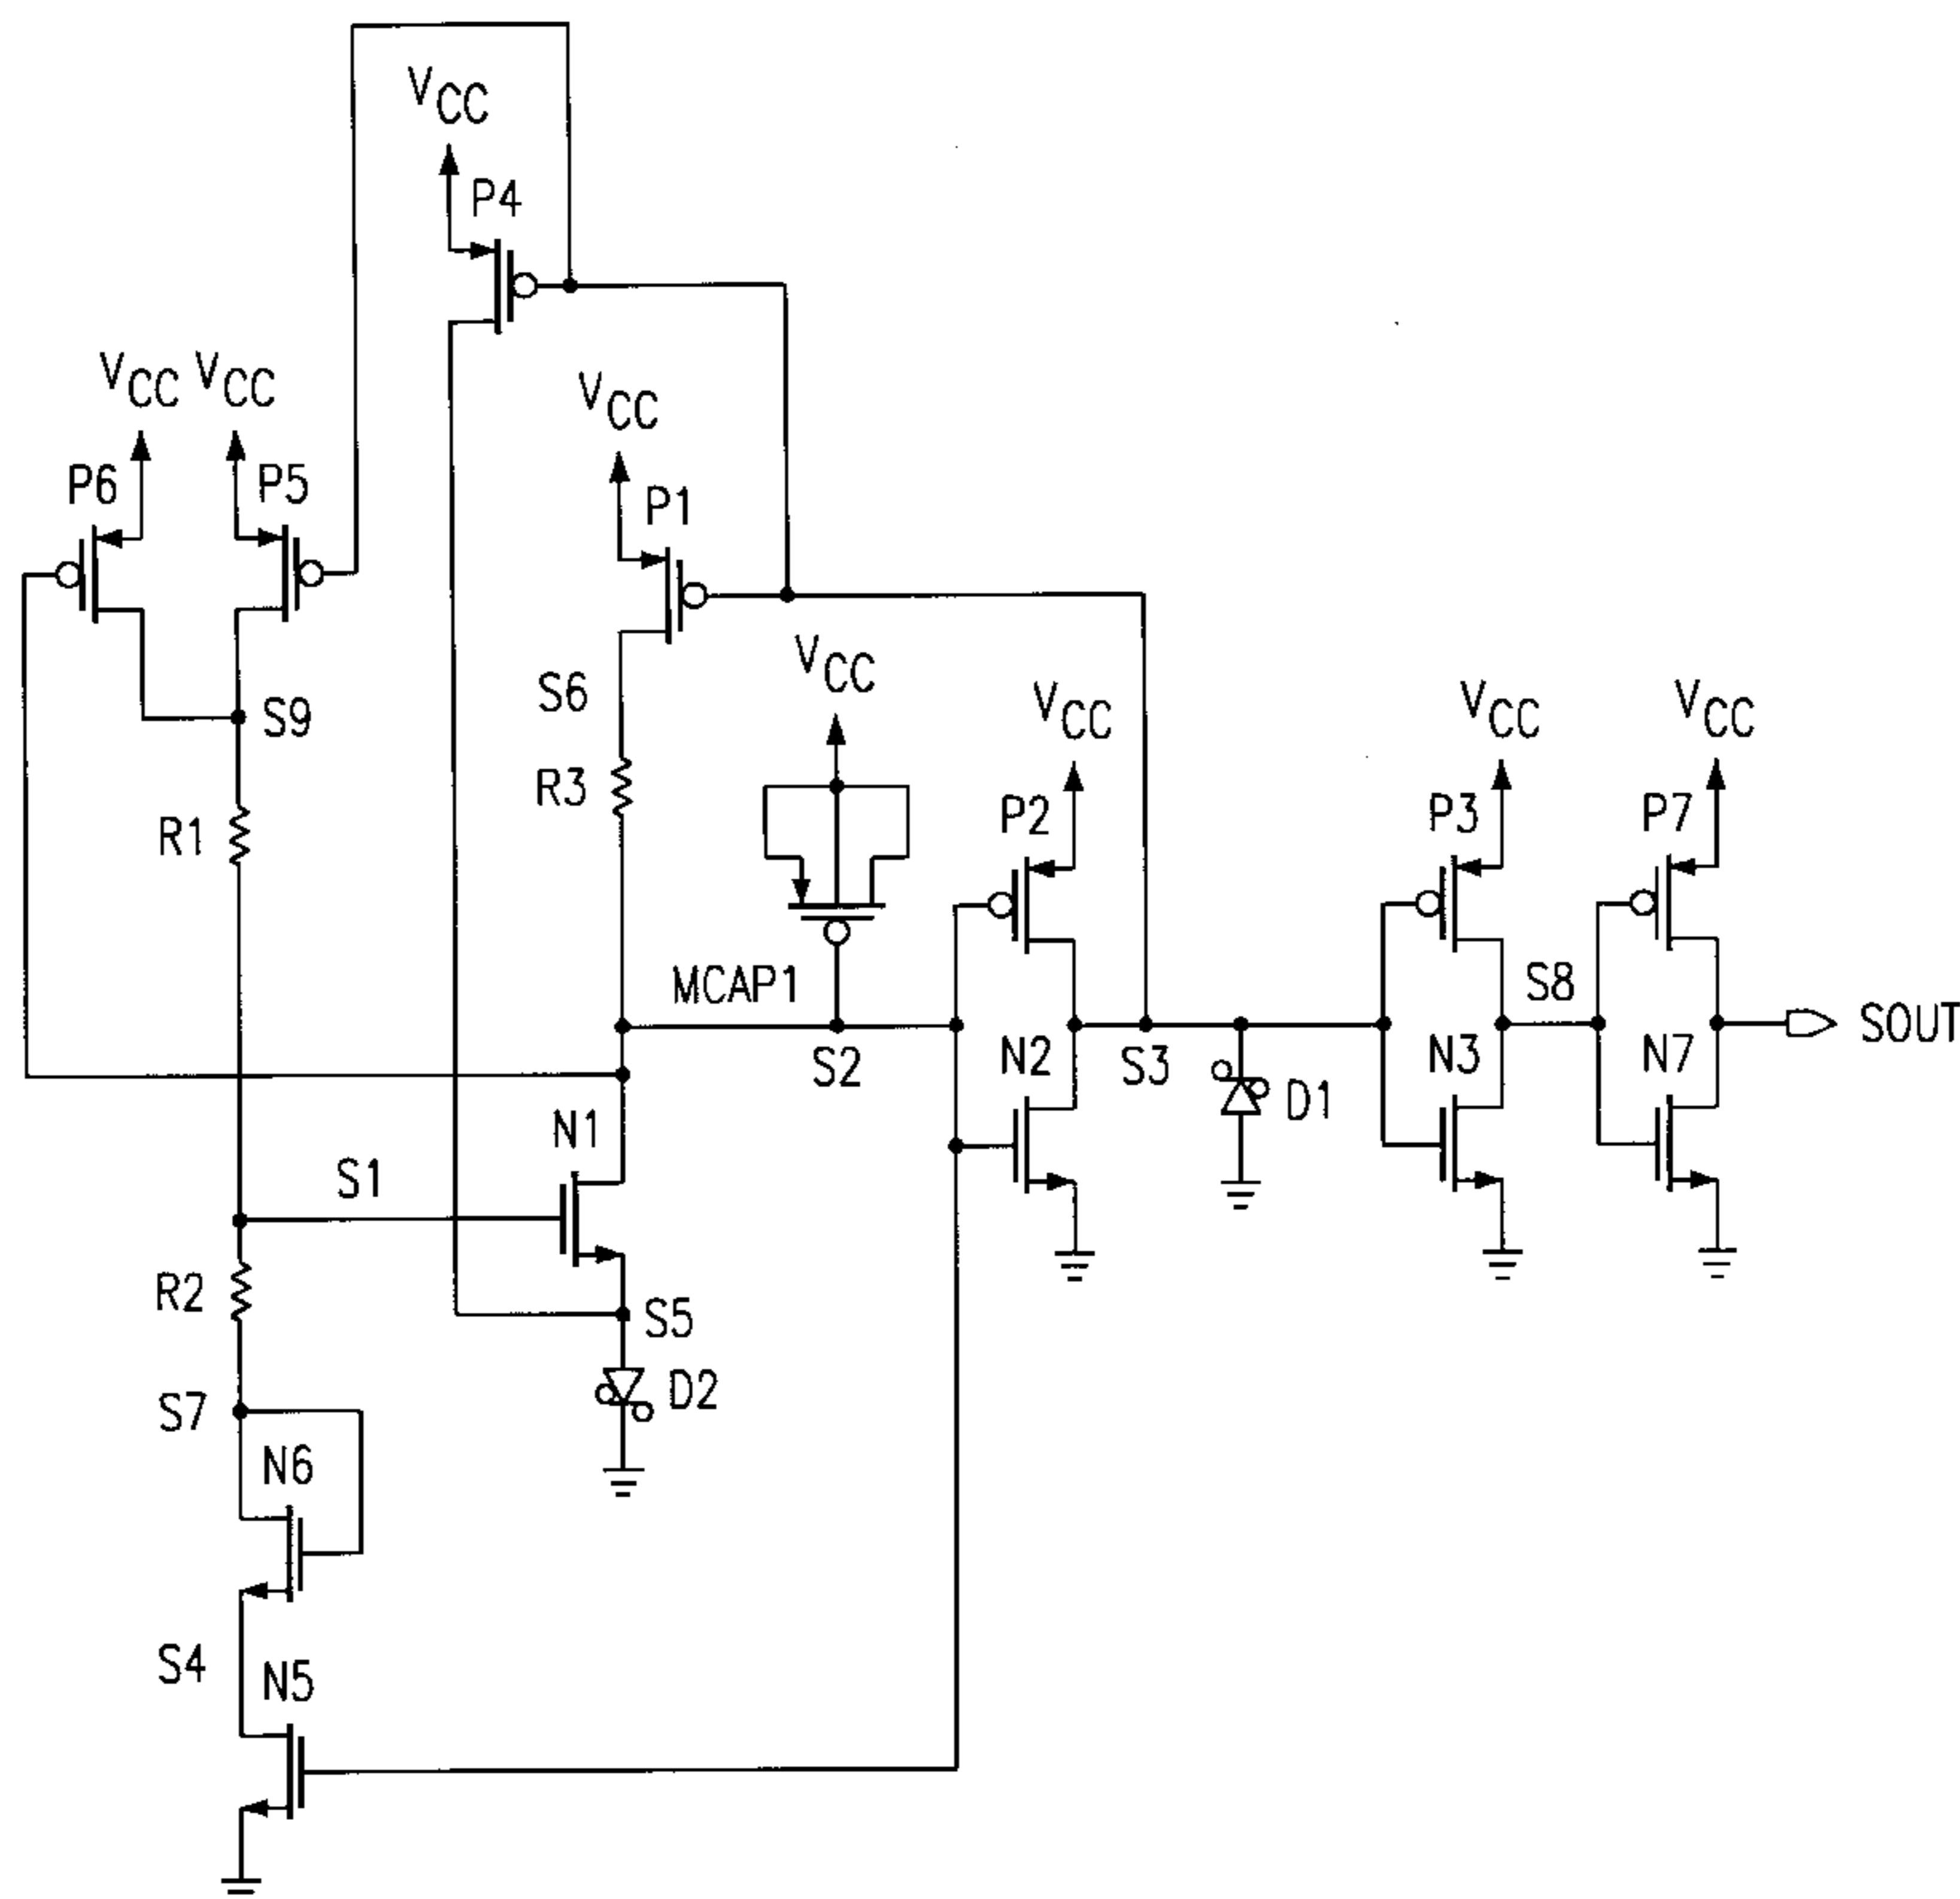 VCC
P4
VCC VCC
VCC
P6
P5
P1
VCC
S6
VCC
S9
VCC
VCC
R3
P2
P3
P7
R1
MCAP1
S8
SOUT
S2
N2
S3
D1
N3
N7
N1
S1
R2
S5
D2
S7
N6
S4
N5